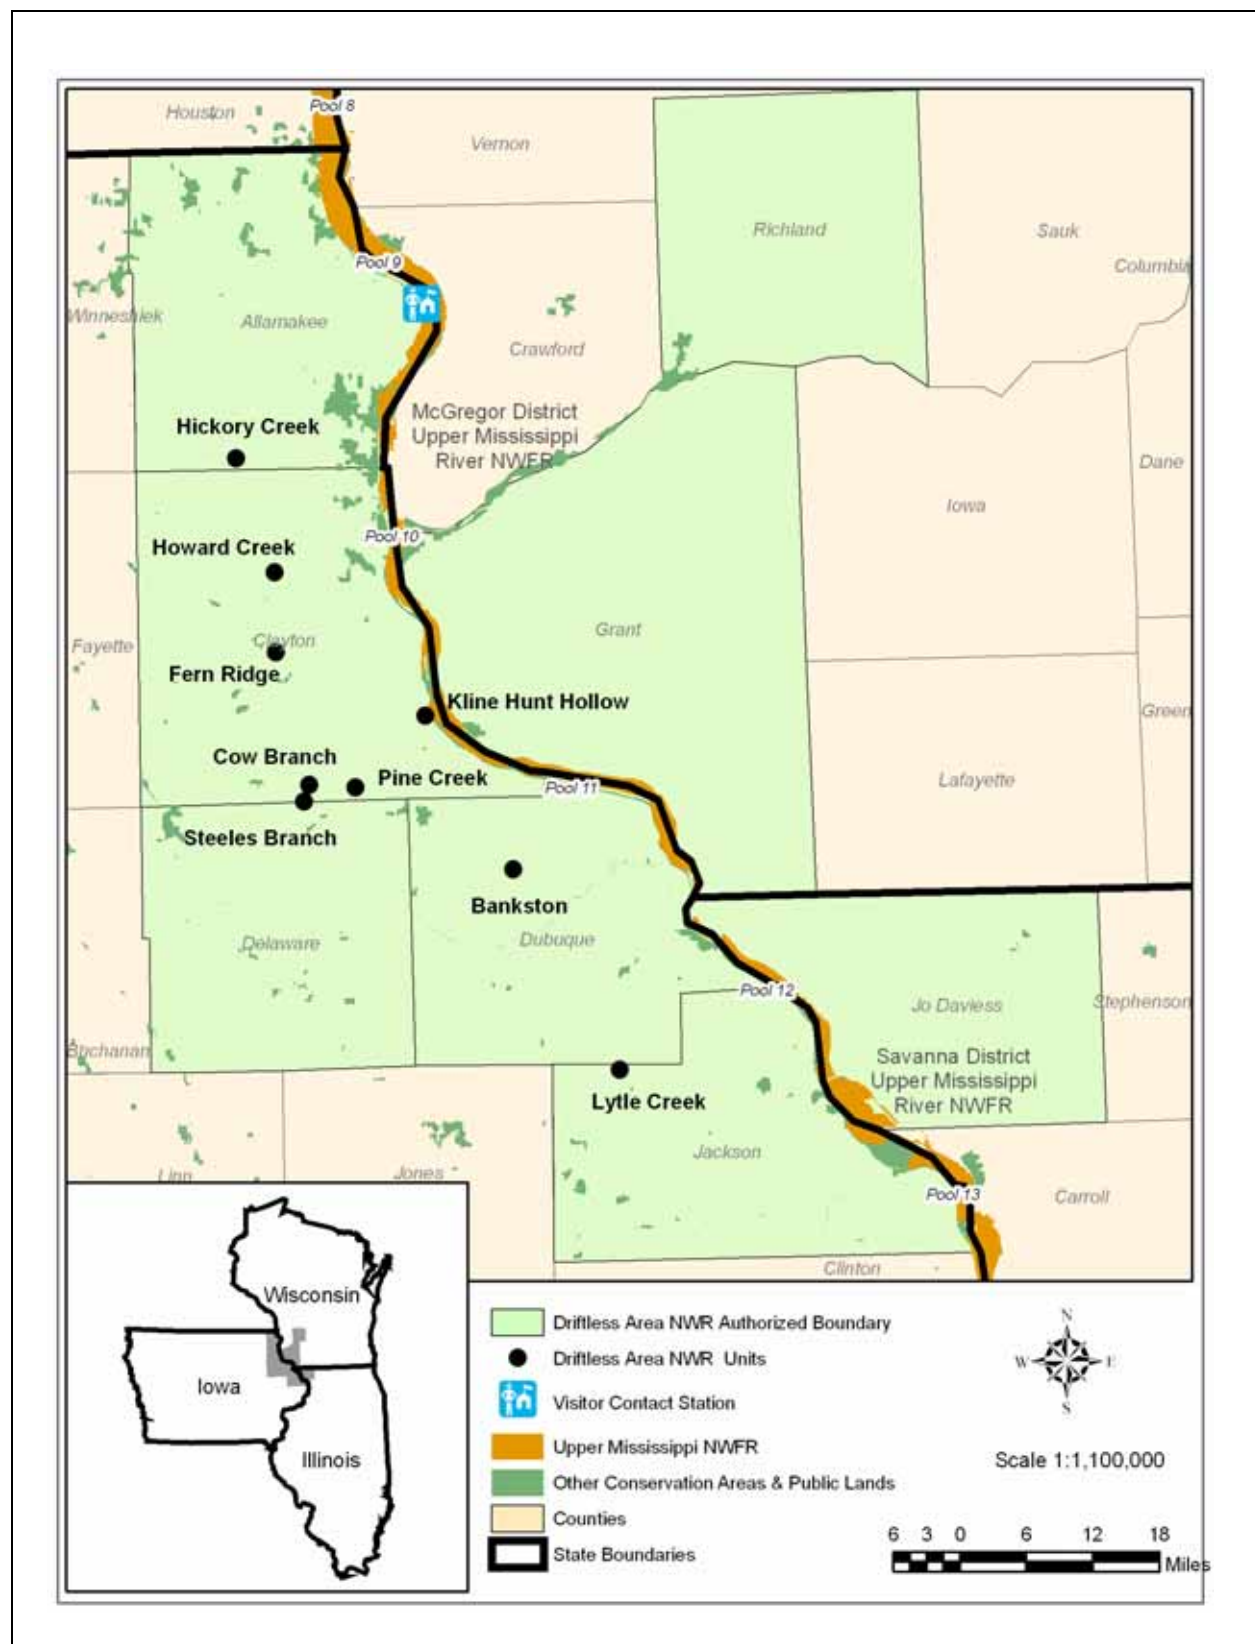 Pool 8
Houston
Vernon
Richland
Sauk
Columbia
Pool 9
Winneshiek
Allamakee
Crawford
McGregor District
Upper Mississippi
River NWFR
Hickory Creek
Dane
Iowa
Howard Creek
Pool 10
Fayette
Clayton
Grant
Fern Ridge
Kline Hunt Hollow
Green
Cow Branch
Pine Creek
Pool 11
Lafayette
Steeles Branch
Bankston
Delaware
Dubuque
Pool 12
Jo Daviess
Stephenson
Buchanan
Savanna District
Upper Mississippi
River NWFR
Lytle Creek
Jackson
Linn
Jones
Pool 13
Carroll
Clinton
Wisconsin
Iowa
Illinois
Driftless Area NWR Authorized Boundary
Driftless Area NWR Units
Visitor Contact Station
Upper Mississippi NWFR
Other Conservation Areas & Public Lands
Counties
State Boundaries
N
W E
S
Scale 1:1,100,000
6 3 0 6 12 18
Miles